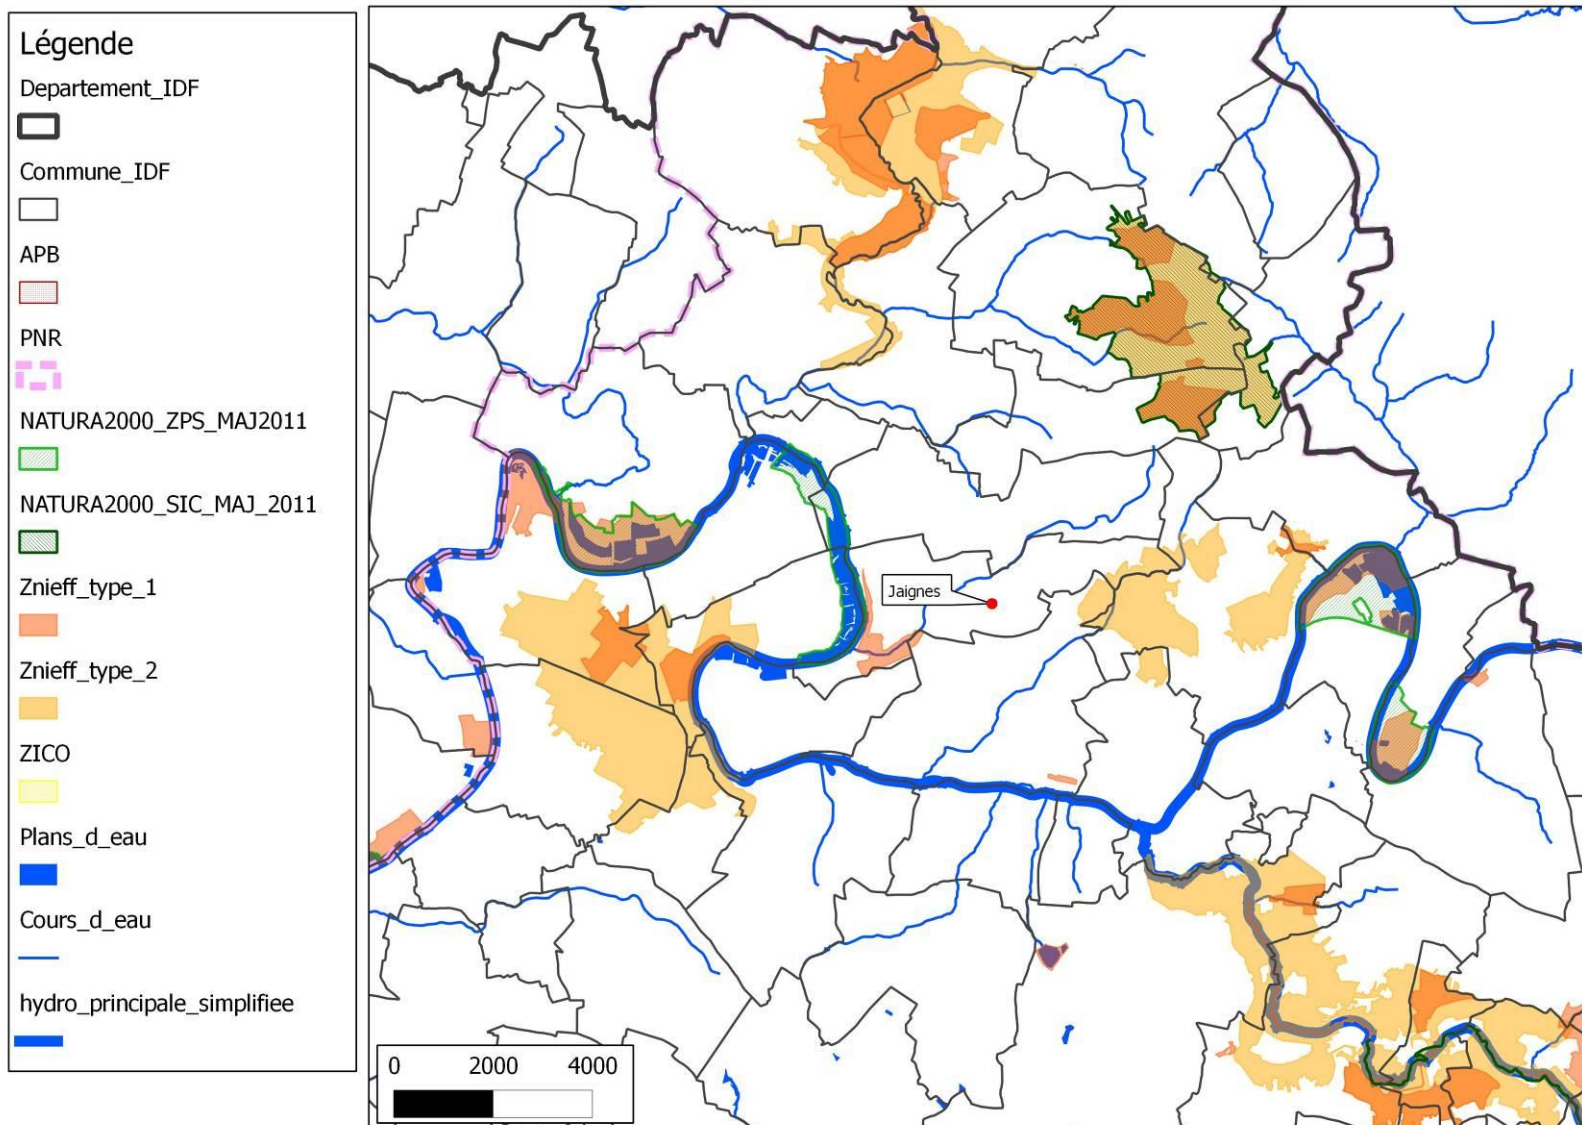 Légende
Departement_IDF
Commune_IDF
APB
PNR
NATURA2000_ZPS_MAJ2011
NATURA2000_SIC_MAJ_2011
Znieff_type_1
Znieff_type_2
ZICO
Plans_d_eau
Cours_d_eau
hydro_principale_simplifiee
Jaignes
0 2000 4000